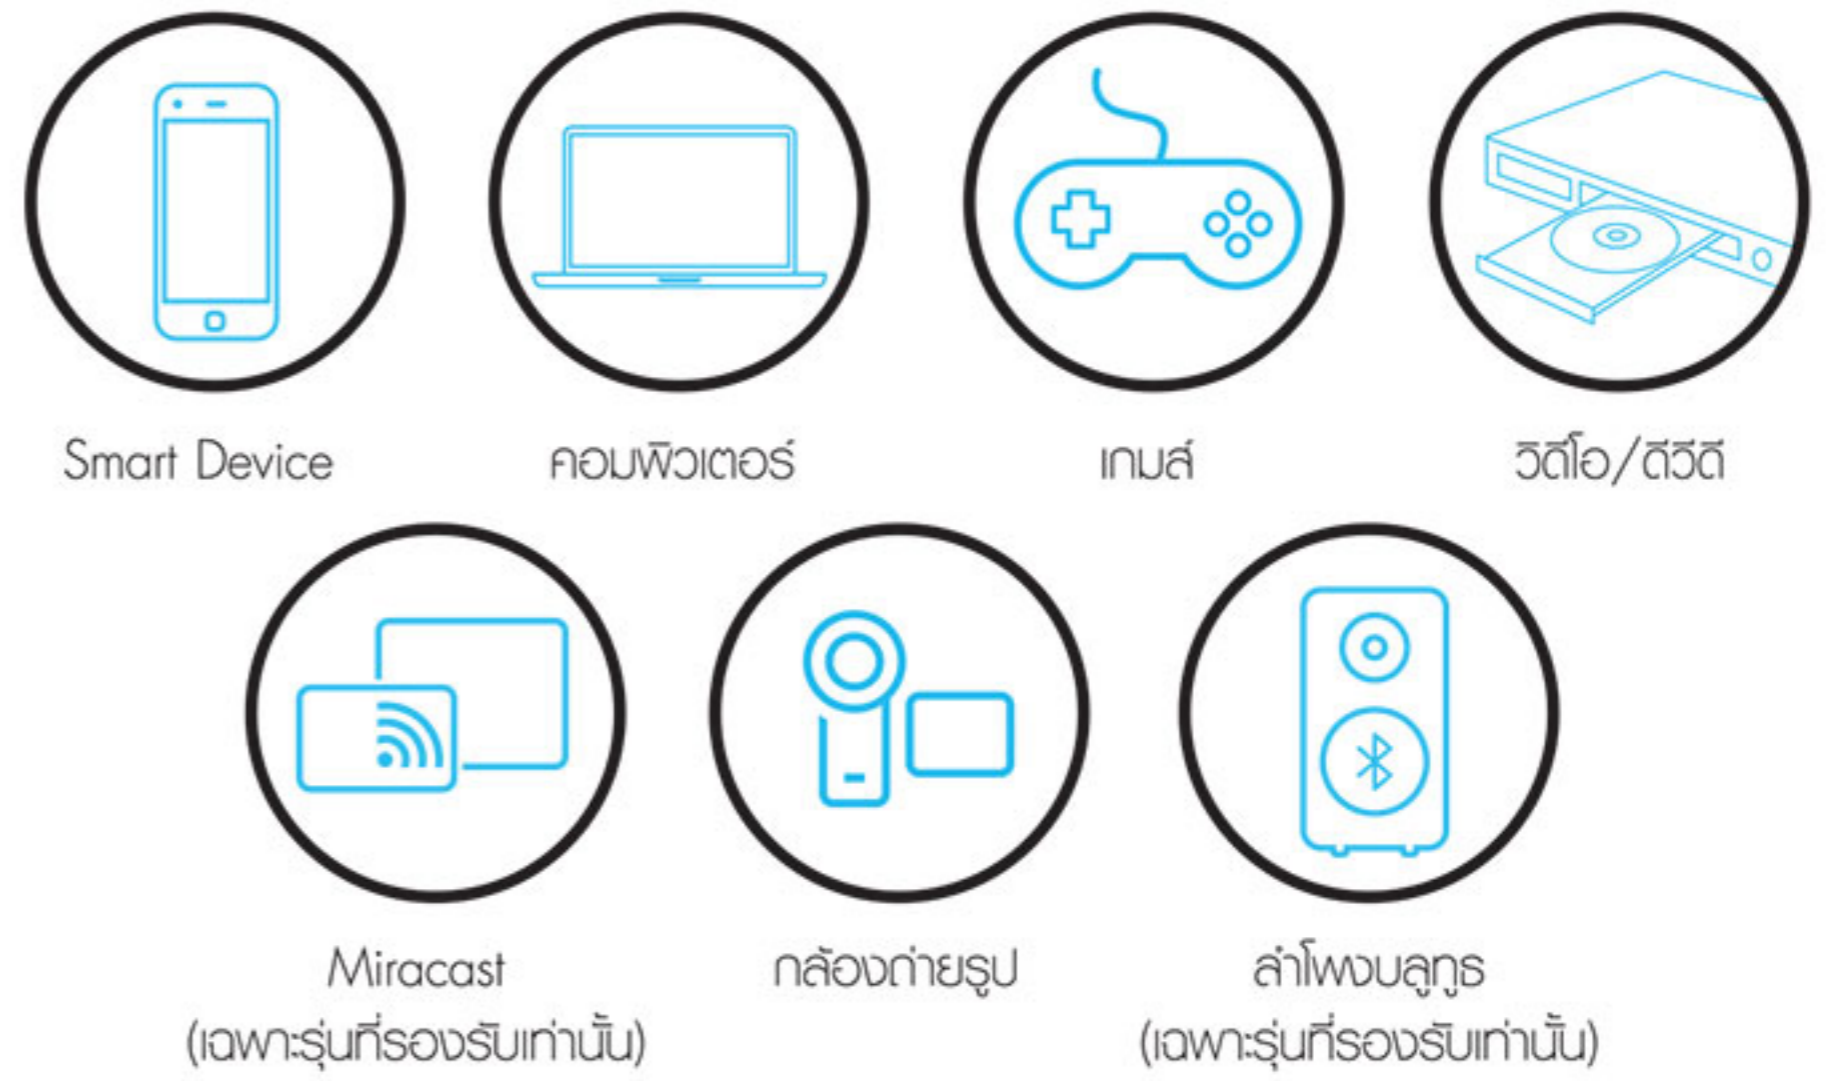 Smart Device
คอมพิวเตอร์
เกมส์
วิดีโอ/ดีวีดี
Miracast
(เฉพาะรุ่นที่รองรับเท่านั้น)
กล้องถ่ายรูป
ลำโพงบลูทูธ
(เฉพาะรุ่นที่รองรับเท่านั้น)